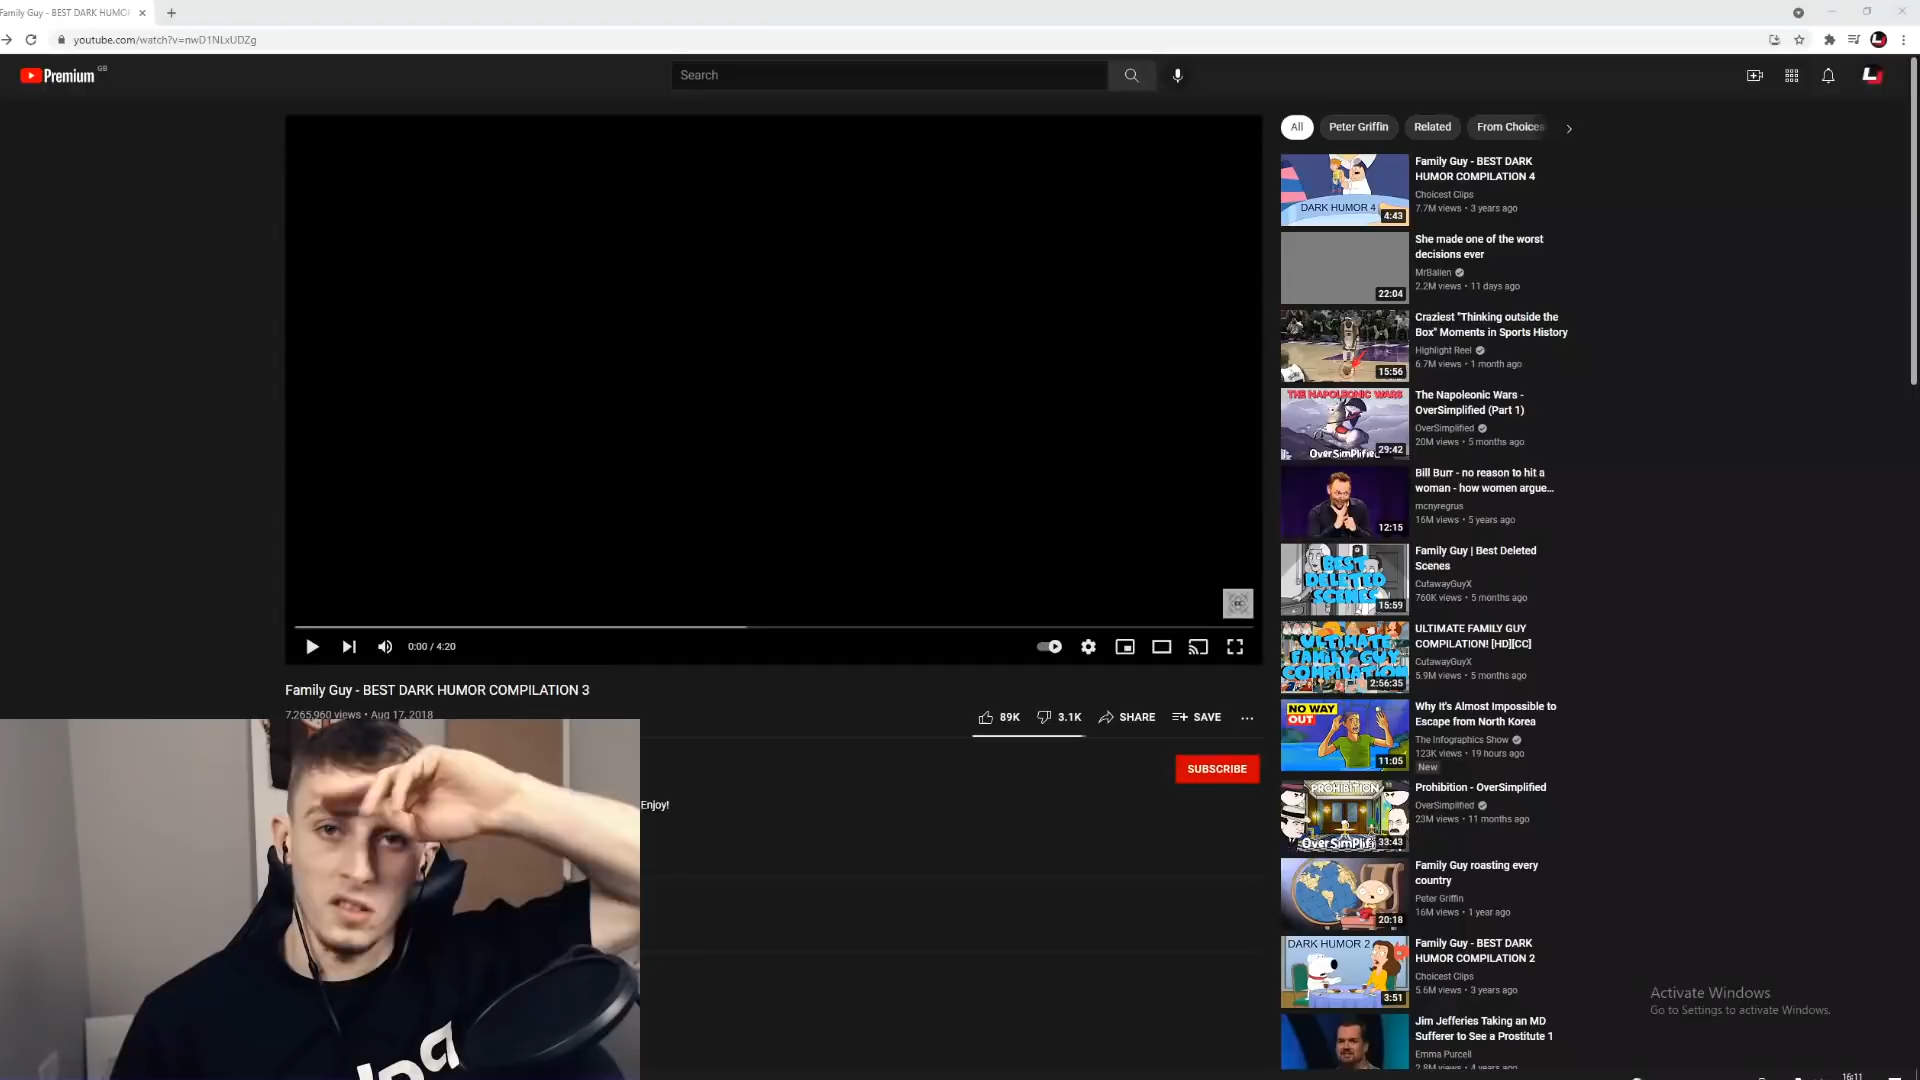 Family Guy - BEST DARK HUMOR
youtube.com/watch?v=nwD1NLxUDZg
Premium GB
Search
All
Peter Griffin
Related
From Choices
DARK HUMOR 4
4:43
Family Guy - BEST DARK
HUMOR COMPILATION 4
Choicest Clips
7.7M views • 3 years ago
22:04
She made one of the worst
decisions ever
MrBallen
2.2M views • 11 days ago
15:56
Craziest "Thinking outside the
Box" Moments in Sports History
Highlight Reel
6.7M views • 1 month ago
THE NAPOLEONIC WARS
OverSimplified
29:42
The Napoleonic Wars -
OverSimplified (Part 1)
OverSimplified
20M views • 5 months ago
12:15
Bill Burr - no reason to hit a
woman - how women argue...
mcnyregrus
16M views • 5 years ago
BEST
DELETED
SCENES
15:59
Family Guy | Best Deleted
Scenes
CutawayGuyX
760K views • 5 months ago
ULTIMATE
FAMILY GUY
COMPILATION
2:56:35
ULTIMATE FAMILY GUY
COMPILATION! [HD][CC]
CutawayGuyX
5.9M views • 5 months ago
NO WAY
OUT
11:05
Why It's Almost Impossible to
Escape from North Korea
The Infographics Show
123K views • 19 hours ago
New
PROHIBITION
OverSimplifi
33:43
Prohibition - OverSimplified
OverSimplified
23M views • 11 months ago
20:18
Family Guy roasting every
country
Peter Griffin
16M views • 1 year ago
DARK HUMOR 2
3:51
Family Guy - BEST DARK
HUMOR COMPILATION 2
Choicest Clips
5.6M views • 3 years ago
Jim Jefferies Taking an MD
Sufferer to See a Prostitute 1
Emma Purcell
2.8M views • 4 years ago
CC
0:00 / 4:20
Family Guy - BEST DARK HUMOR COMPILATION 3
7,265,960 views • Aug 17, 2018
89K
3.1K
SHARE
SAVE
SUBSCRIBE
Enjoy!
Activate Windows
Go to Settings to activate Windows.
16:11